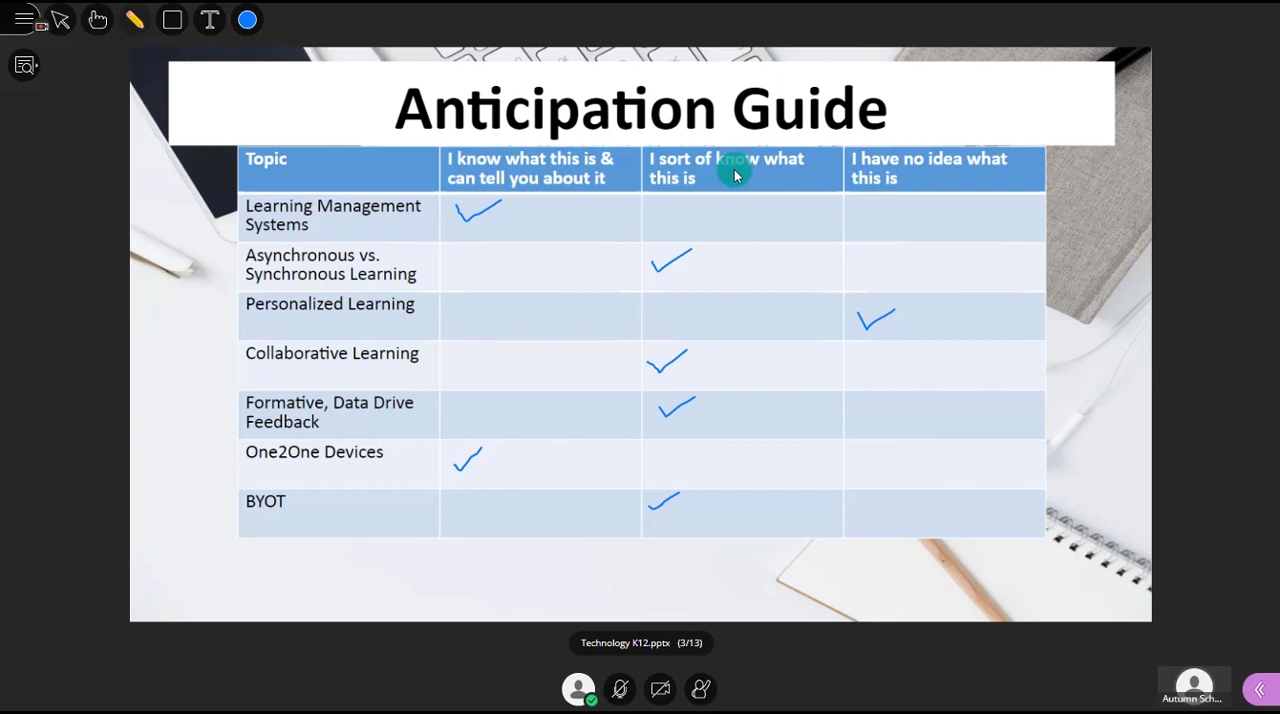 Anticipation Guide
Topic
I know what this is &
can tell you about it
I sort of know what
this is
I have no idea what
this is
Learning Management
Systems
Asynchronous vs.
Synchronous Learning
Personalized Learning
Collaborative Learning
Formative, Data Drive
Feedback
One2One Devices
BYOT
Technology K12.pptx (3/13)
Autumn Sch...